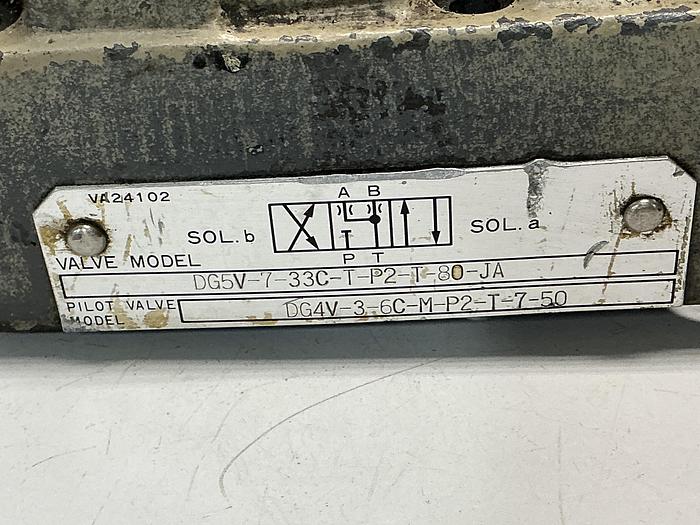 VA24102
A B
SOL. b
SOL. a
P T
VALVE MODEL
DG5V-7-33C-T-P2-T-80-JA
PILOT VALVE MODEL
DG4V-3-6C-M-P2-T-7-50